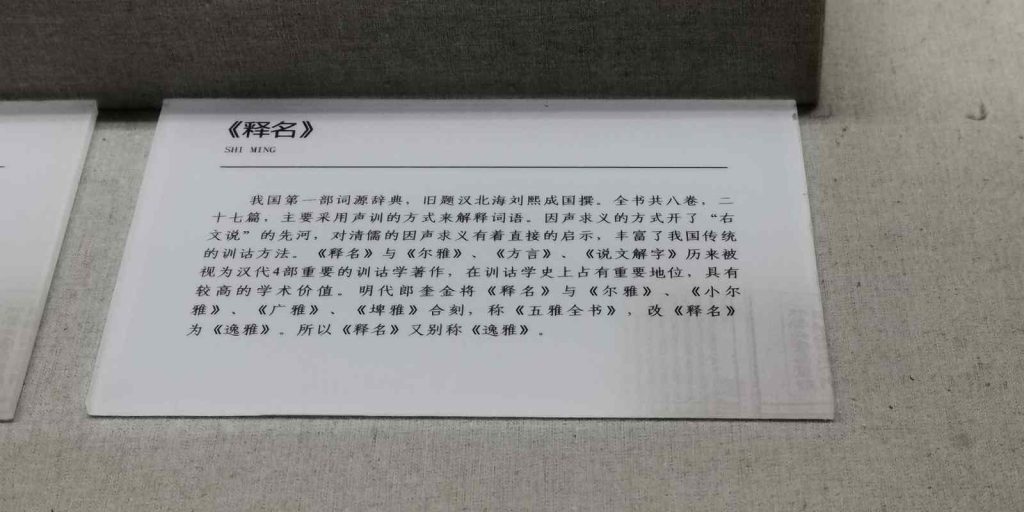 《释名》
SHI MING
我国第一部词源辞典，旧题汉北海刘熙成国撰。全书共八卷，二
十七篇，主要采用声训的方式来解释词语。因声求义的方式开了“右
文说”的先河，对清儒的因声求义有着直接的启示，丰富了我国传统
的训诂方法。《释名》与《尔雅》、《方言》、《说文解字》历来被
视为汉代4部重要的训诂学著作，在训诂学史上占有重要地位，具有
较高的学术价值。明代郎奎金将《释名》与《尔雅》、《小尔
雅》、《广雅》、《埤雅》合刻，称《五雅全书》，改《释名》
为《逸雅》。所以《释名》又别称《逸雅》。